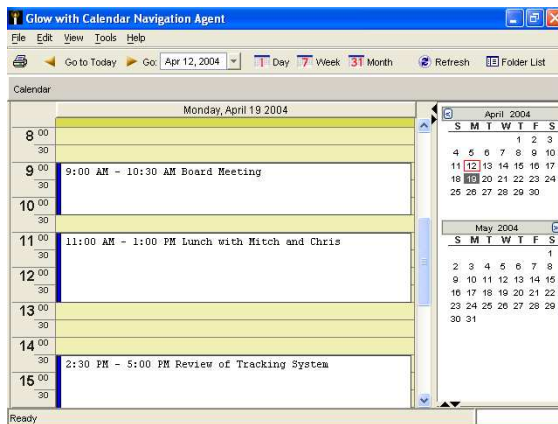 Glow with Calendar Navigation Agent
File Edit View Tools Help
Go to Today Go: Apr 12, 2004 1 Day 7 Week 31 Month Refresh Folder List
Calendar
Monday, April 19 2004
8 00
30
9 00
9:00 AM - 10:30 AM Board Meeting
30
10 00
30
11 00
11:00 AM - 1:00 PM Lunch with Mitch and Chris
30
12 00
30
13 00
30
14 00
30
2:30 PM - 5:00 PM Review of Tracking System
15 00
30
April 2004
S M T W T F S
1 2 3
4 5 6 7 8 9 10
11 12 13 14 15 16 17
18 19 20 21 22 23 24
25 26 27 28 29 30
May 2004
S M T W T F S
1
2 3 4 5 6 7 8
9 10 11 12 13 14 15
16 17 18 19 20 21 22
23 24 25 26 27 28 29
30 31
Ready